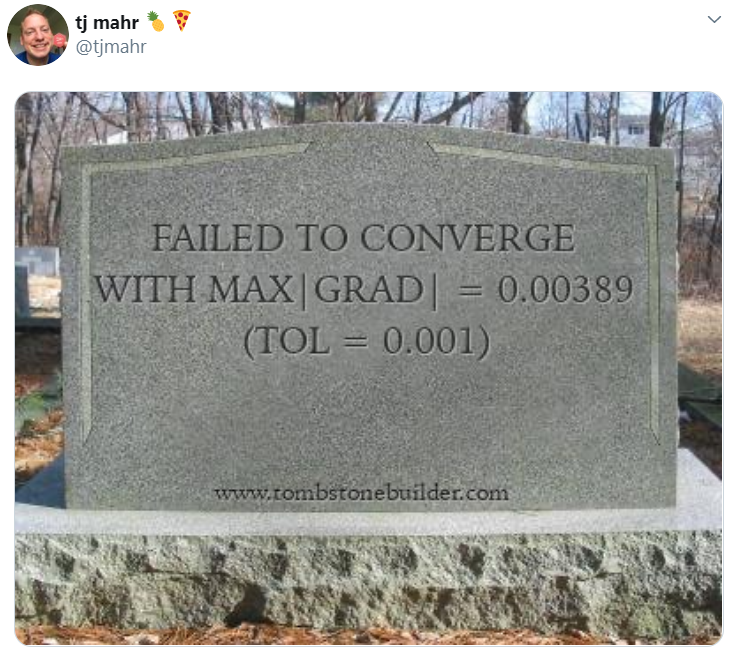 tj mahr 🍍 🍕
@tjmahr
FAILED TO CONVERGE
WITH MAX|GRAD| = 0.00389
(TOL = 0.001)
www.tombstonebuilder.com